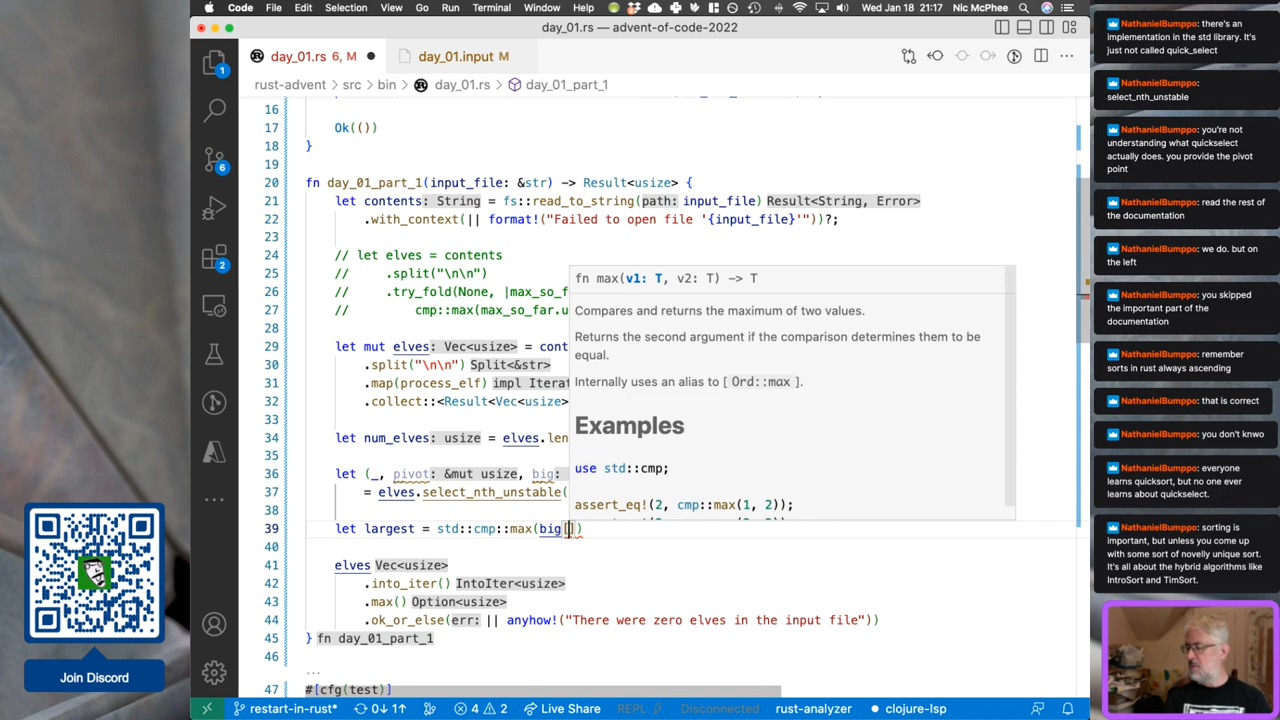 Code File Edit Selection View Go Run Terminal Window Help Wed Jan 18 21:17 Nic McPhee
day_01.rs — advent-of-code-2022
day_01.rs 6, M
day_01.input M
rust-advent > src > bin > day_01.rs > day_01_part_1
16
17 Ok(())
18 }
19
20 fn day_01_part_1(input_file: &str) -> Result<usize> {
21 let contents: String = fs::read_to_string(path: input_file) Result<String, Error>
22 .with_context(|| format!("Failed to open file '{input_file}'"))?;
23
24 // let elves = contents
25 // .split("\n\n")
26 // .try_fold(None, |max_so_f
27 // cmp::max(max_so_far.u
28
29 let mut elves: Vec<usize> = cont
30 .split("\n\n") Split<&str>
31 .map(process_elf) impl Iterat
32 .collect::<Result<Vec<usize>
33
34 let num_elves: usize = elves.len
35
36 let (_, pivot: &mut usize, big:
37 = elves.select_nth_unstable(
38
39 let largest = std::cmp::max(big[])
40
41 elves Vec<usize>
42 .into_iter() IntoIter<usize>
43 .max() Option<usize>
44 .ok_or_else(err: || anyhow!("There were zero elves in the input file"))
45 } fn day_01_part_1
46
47 #[cfg(test)]
fn max(v1: T, v2: T) -> T
Compares and returns the maximum of two values.
Returns the second argument if the comparison determines them to be
equal.
Internally uses an alias to [ Ord::max ].
Examples
use std::cmp;
assert_eq!(2, cmp::max(1, 2));
1
6
2
Join Discord
restart-in-rust* 0↓ 1↑ 4 2 Live Share REPL Disconnected rust-analyzer clojure-lsp
NathanielBumppo: there's an
implementation in the std library. It's
just not called quick_select
NathanielBumppo:
select_nth_unstable
NathanielBumppo: you're not
understanding what quickselect
actually does. you provide the pivot
point
NathanielBumppo: read the rest of
the documentation
NathanielBumppo: we do. but on
the left
NathanielBumppo: you skipped
the important part of the
documentation
NathanielBumppo: remember
sorts in rust always ascending
NathanielBumppo: that is correct
NathanielBumppo: you don't knwo
NathanielBumppo: everyone
learns quicksort, but no one ever
learns about quickselect.
NathanielBumppo: sorting is
important, but unless you come up
with some sort of novelly unique sort.
It's all about the hybrid algorithms like
IntroSort and TimSort.